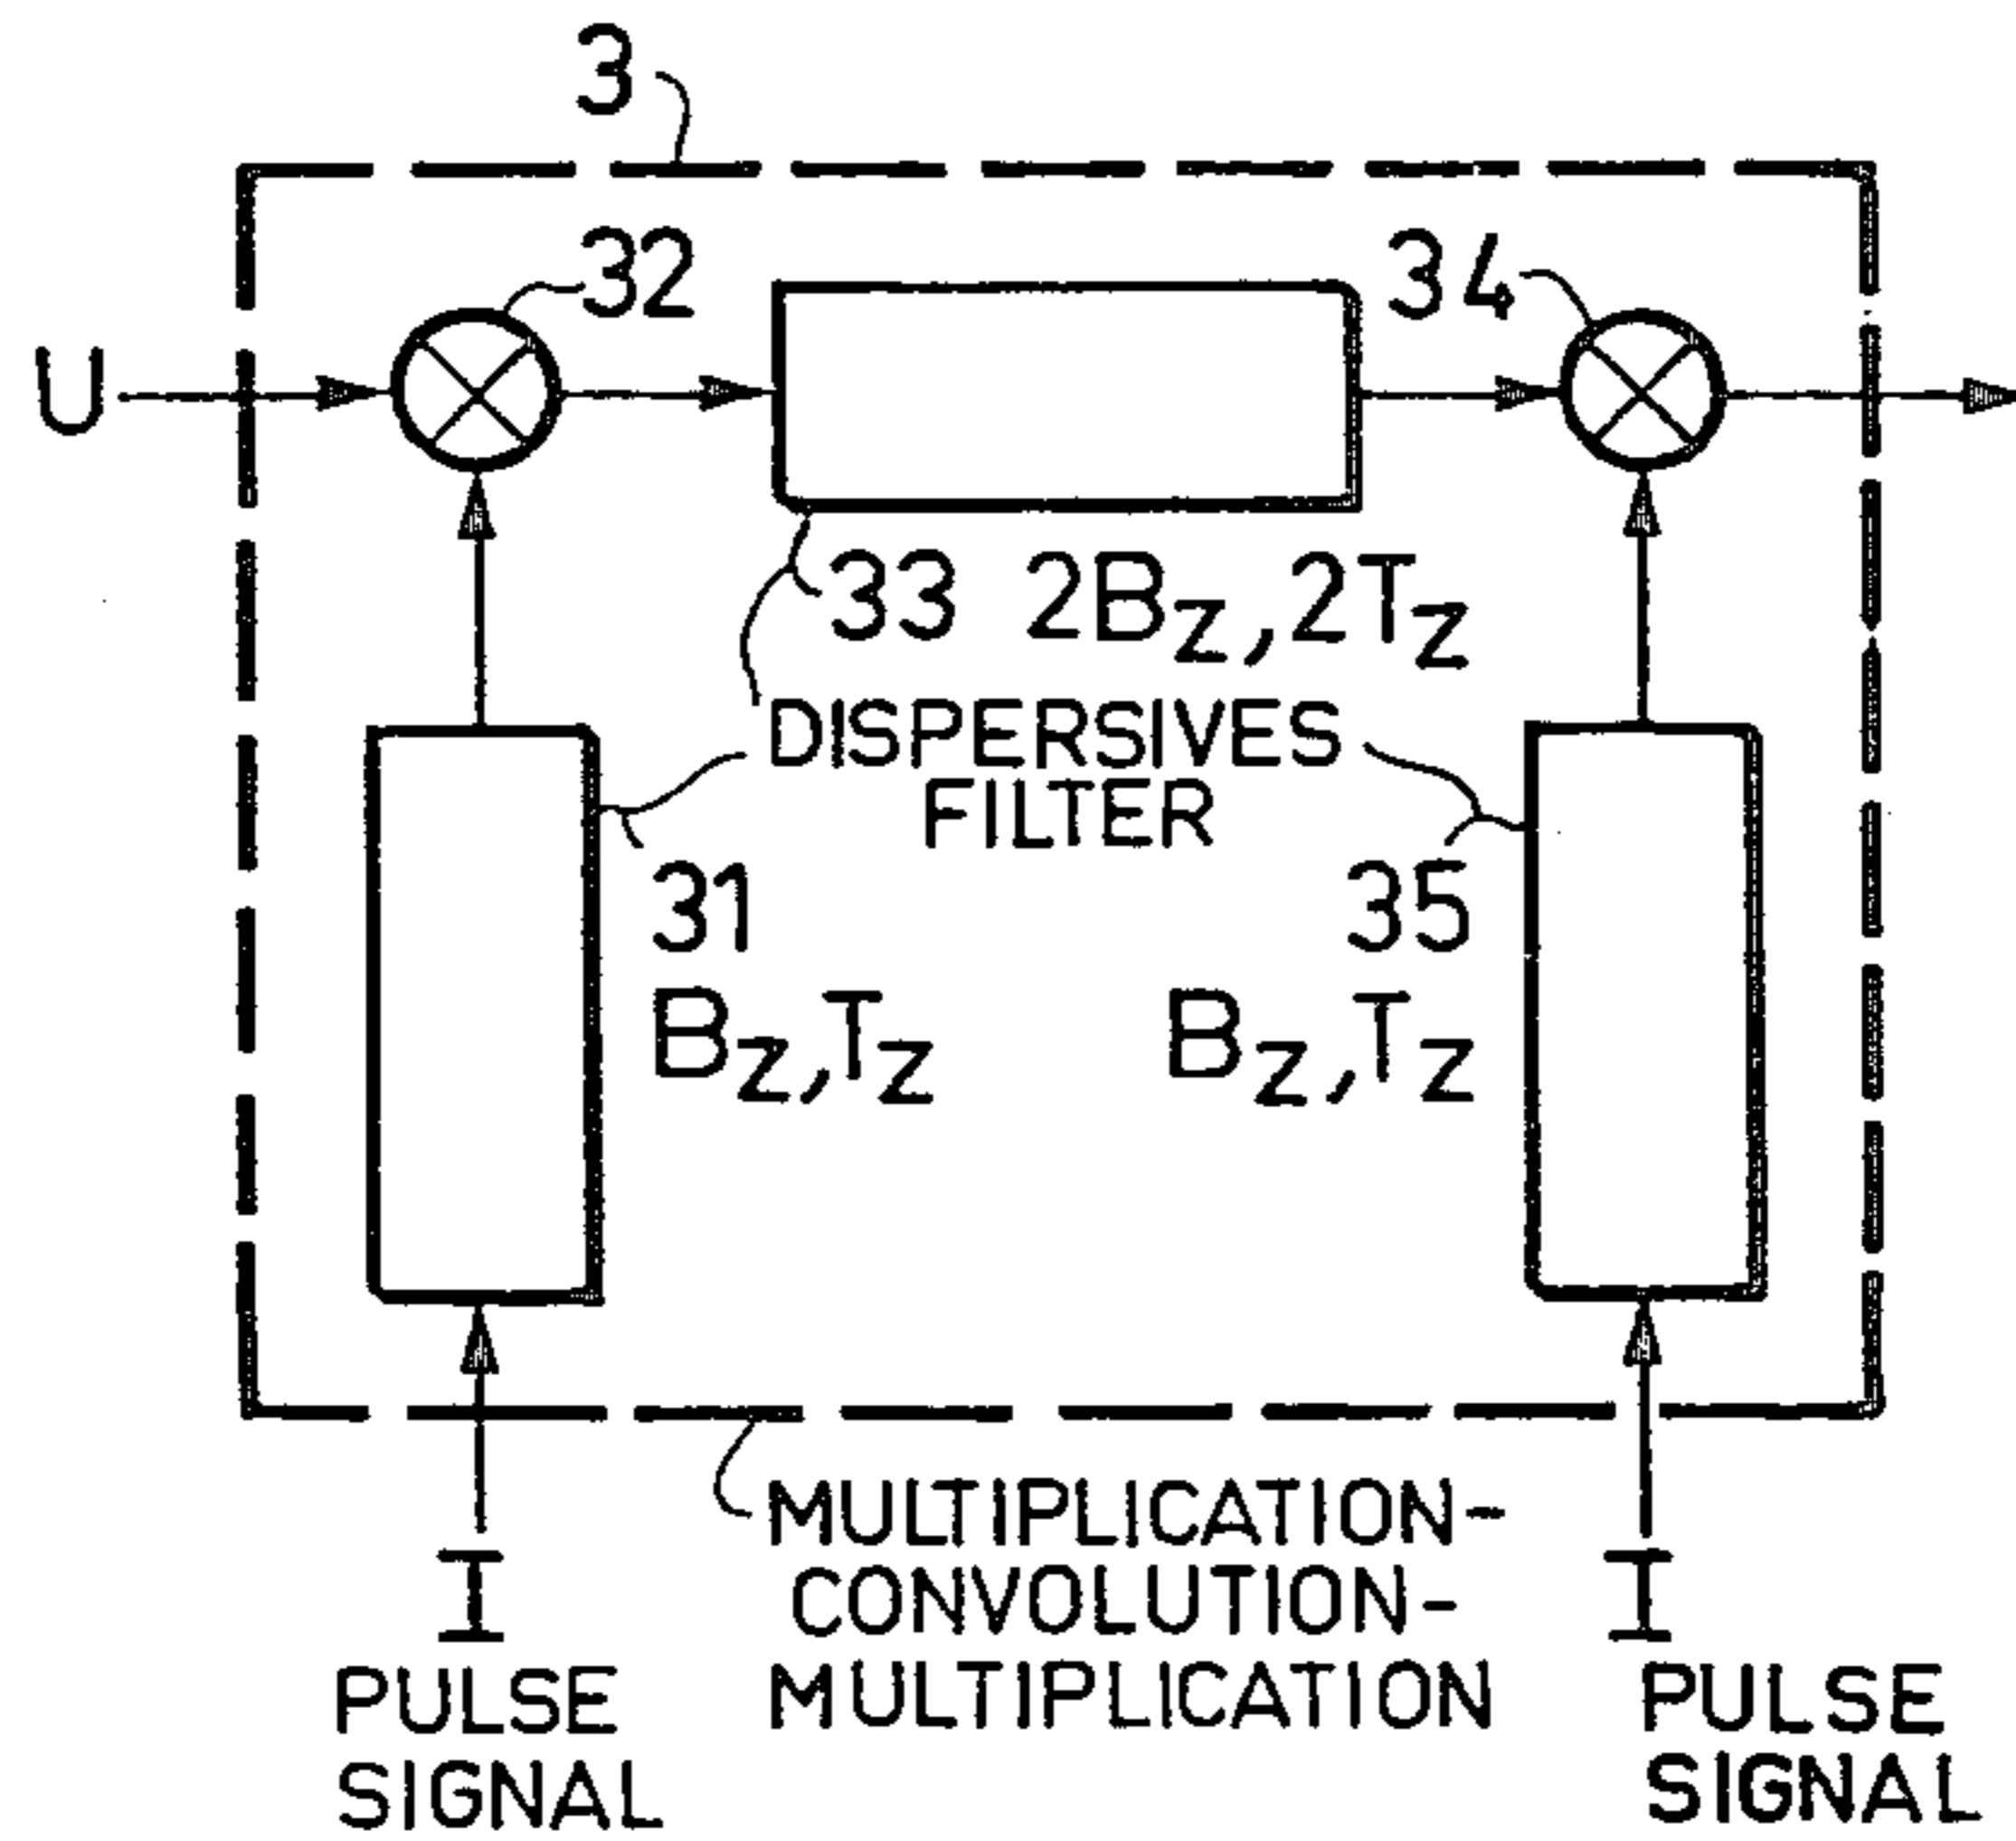 3
32
34
U
33 2Bz, 2Tz
DISPERSIVES
FILTER
31
35
Bz, Tz
Bz, Tz
MULTIPLICATION-
CONVOLUTION-
MULTIPLICATION
I
PULSE
SIGNAL
I
PULSE
SIGNAL